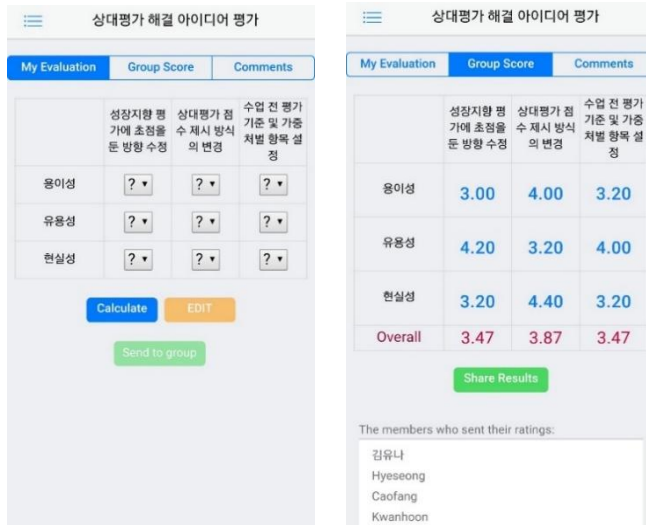 상대평가 해결 아이디어 평가
My Evaluation Group Score Comments
성장지향 평 상대평가 점 수업 전 평가
가에 초점을 수 제시 방식 기준 및 가중
둔 방향 수정 의 변경 처벌 항목 설
정
용이성 ? ? ?
유용성 ? ? ?
현실성 ? ? ?
Calculate EDIT
Send to group
상대평가 해결 아이디어 평가
My Evaluation Group Score Comments
성장지향 평 상대평가 점 수업 전 평가
가에 초점을 수 제시 방식 기준 및 가중
둔 방향 수정 의 변경 처벌 항목 설
정
용이성 3.00 4.00 3.20
유용성 4.20 3.20 4.00
현실성 3.20 4.40 3.20
Overall 3.47 3.87 3.47
Share Results
The members who sent their ratings:
김유나
Hyeseong
Caofang
Kwanhoon